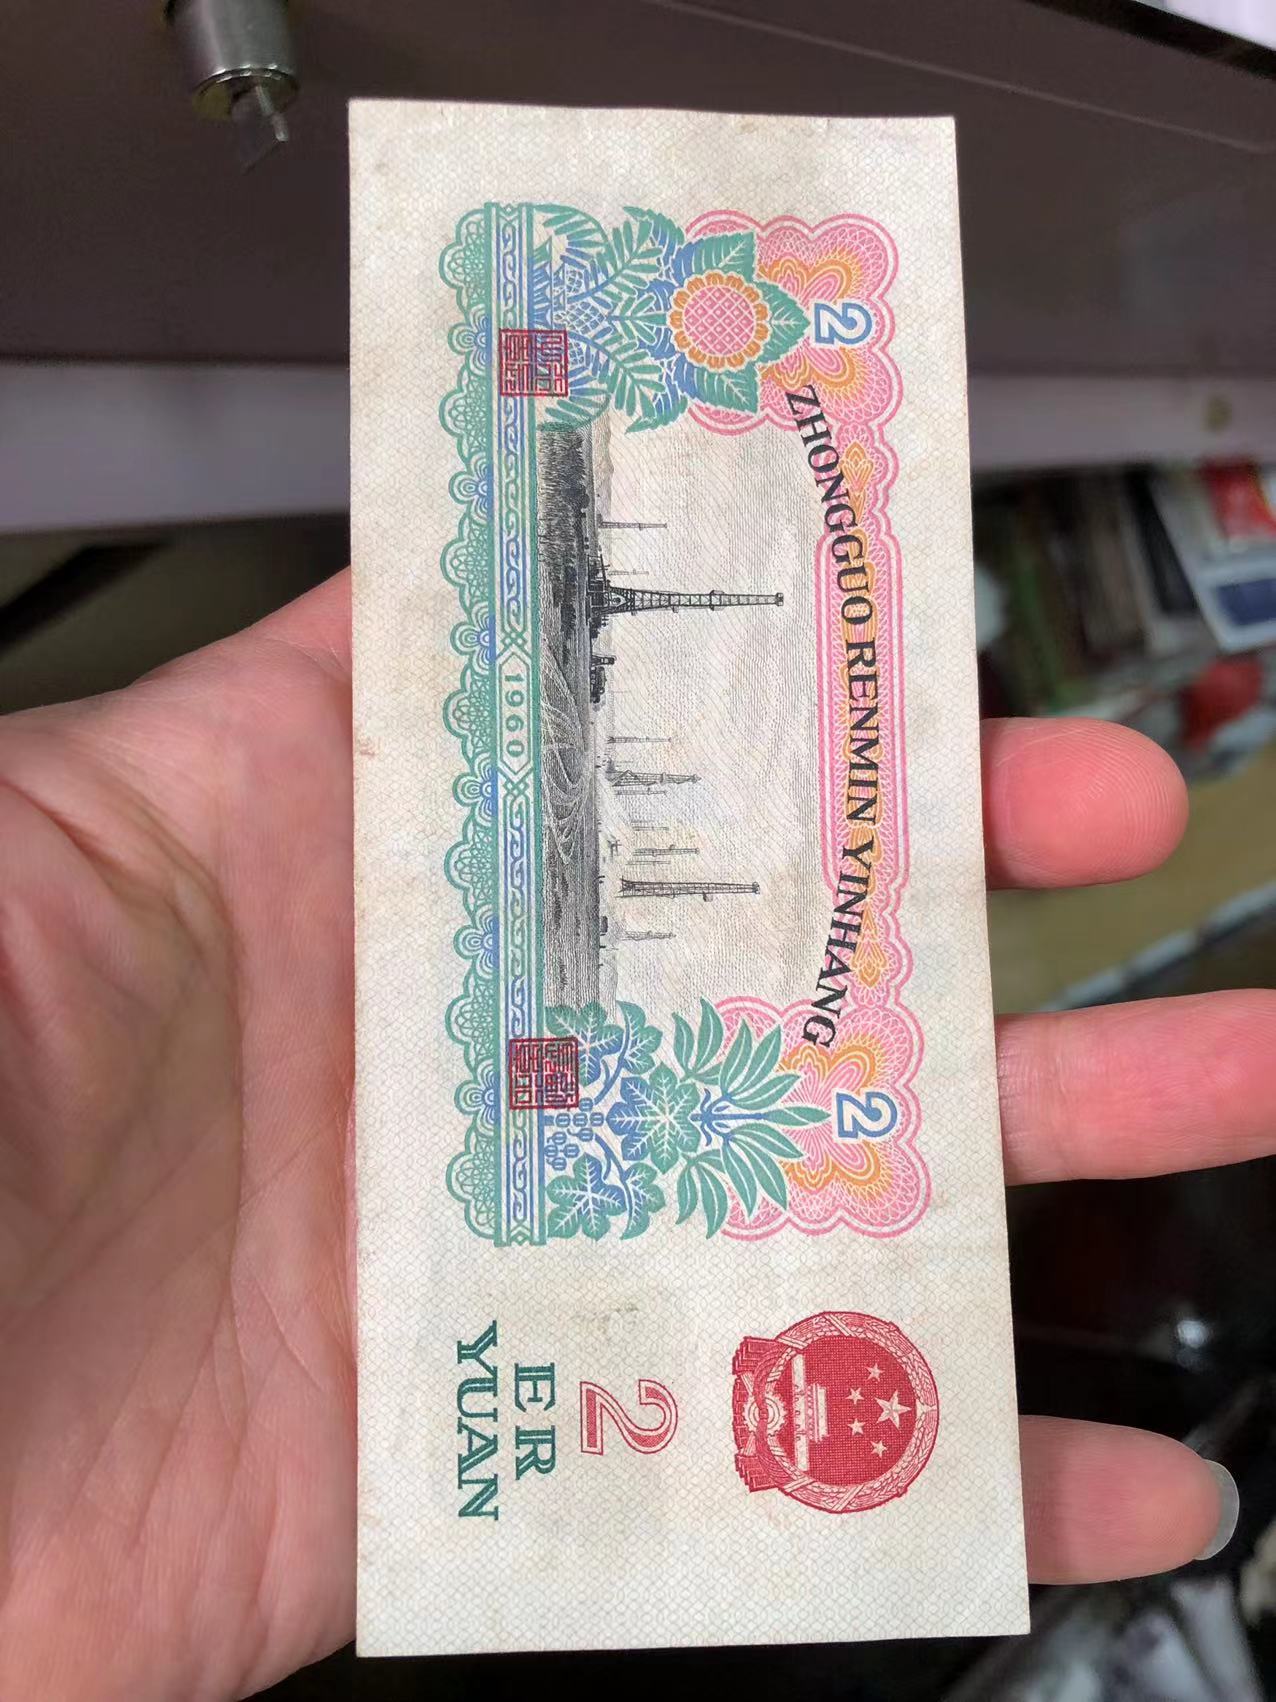 2
ZHONGGUO RENMIN YINHANG
2
1960
2
ER
YUAN